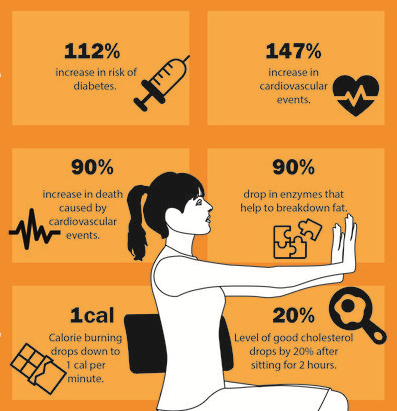 112%
increase in risk of
diabetes.
147%
increase in
cardiovascular
events.
90%
increase in death
caused by
cardiovascular
events.
90%
drop in enzymes that
help to breakdown fat.
1cal
Calorie burning
drops down to
1 cal per
minute.
20%
Level of good cholesterol
drops by 20% after
sitting for 2 hours.